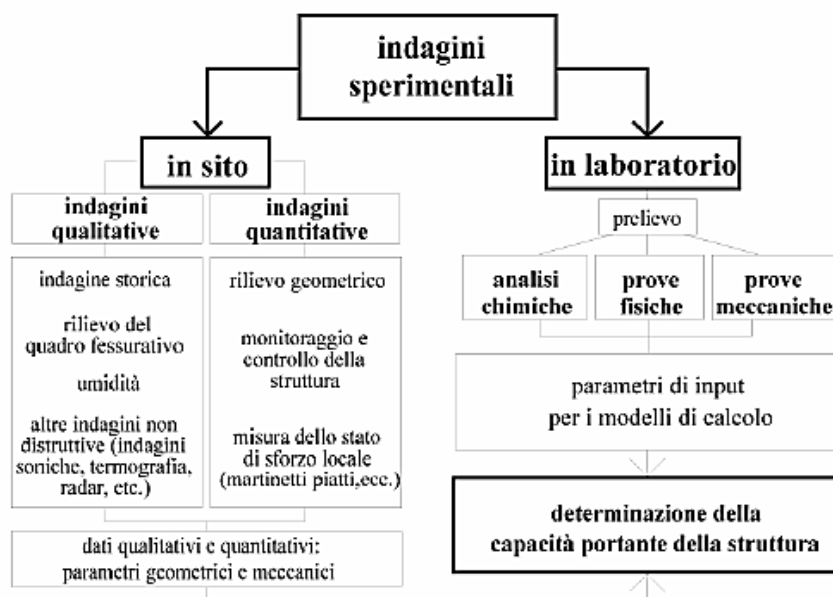 indagini
sperimentali
in sito
in laboratorio
indagini
qualitative
indagini
quantitative
prelievo
indagine storica
rilievo del
quadro fessurativo
umidità
altre indagini non
distruttive (indagini
soniche, termografia,
radar, etc.)
rilievo geometrico
monitoraggio e
controllo della
struttura
misura dello stato
di sforzo locale
(martinetti piatti,ecc.)
analisi
chimiche
prove
fisiche
prove
meccaniche
parametri di input
per i modelli di calcolo
dati qualitativi e quantitativi:
parametri geometrici e meccanici
determinazione della
capacità portante della struttura